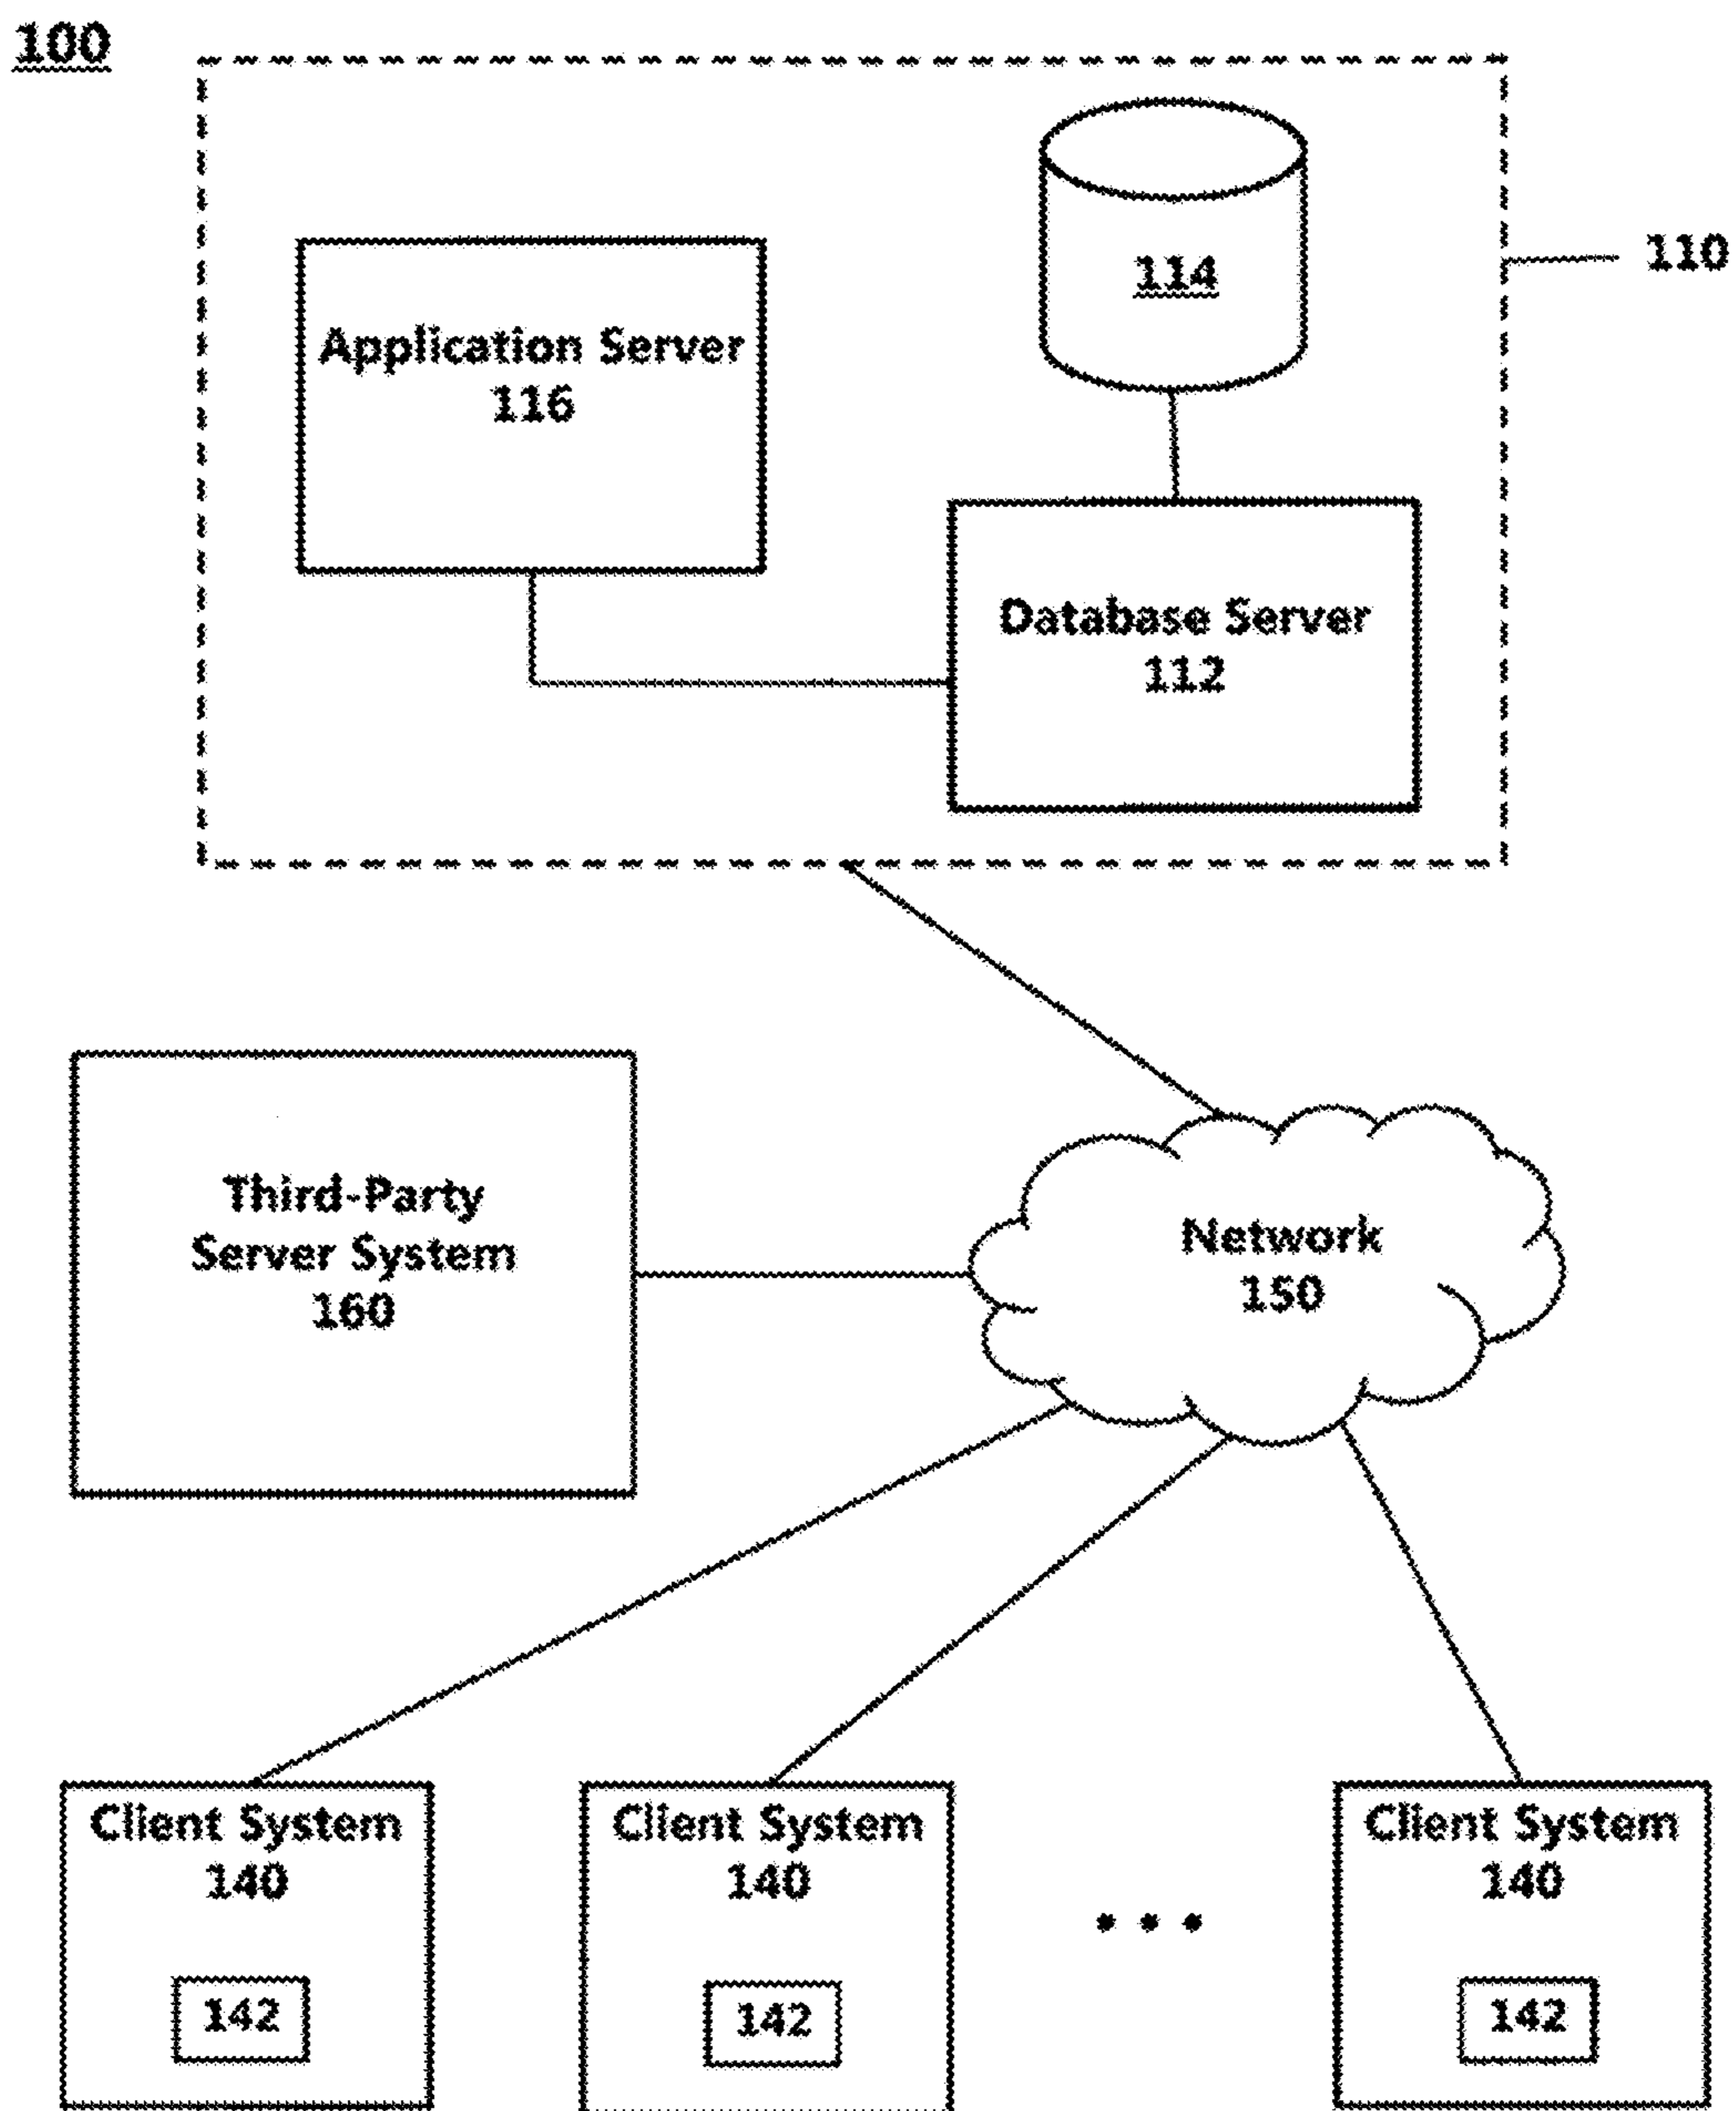 100
114
110
Application Server
116
Database Server
112
Third-Party
Server System
160
Network
150
Client System
140
142
Client System
140
142
• • •
Client System
140
142